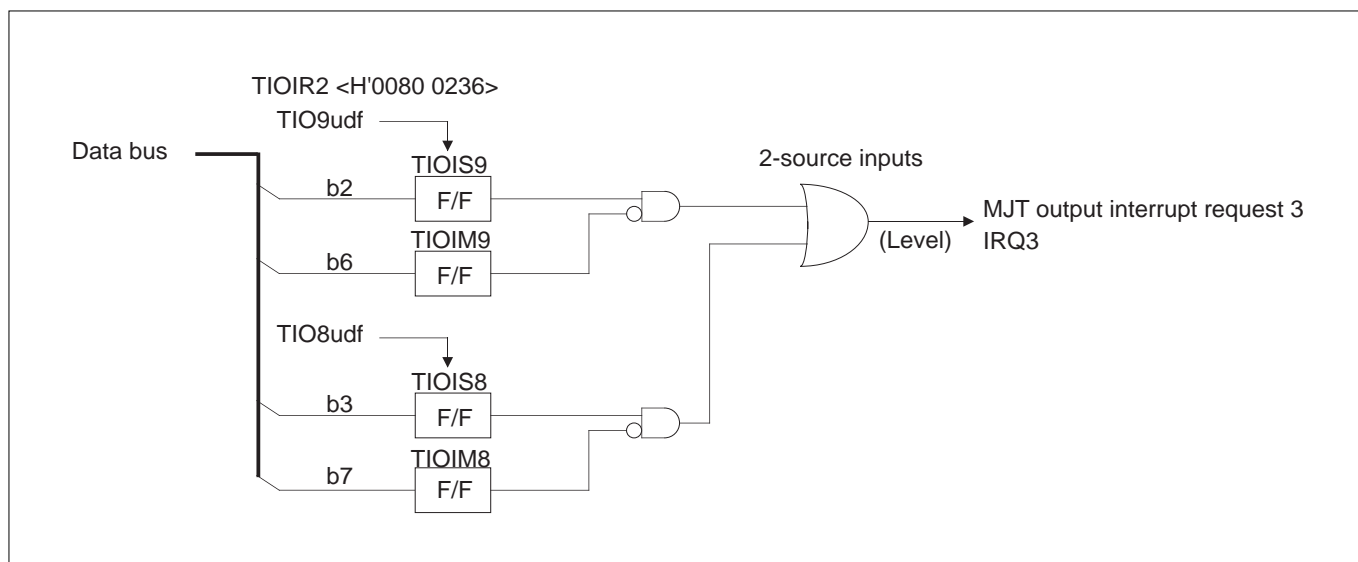 TIOIR2 <H'0080 0236>
TIO9udf
Data bus
TIOIS9
2-source inputs
b2
F/F
MJT output interrupt request 3
TIOIM9
(Level)
IRQ3
b6
F/F
TIO8udf
TIOIS8
b3
F/F
TIOIM8
b7
F/F